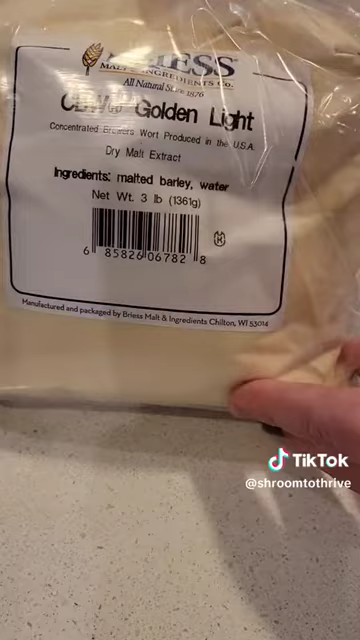 BRIESS
MALT & INGREDIENTS CO.
All Natural Since 1876
CBW® Golden Light
Concentrated Brewers Wort Produced in the U.S.A.
Dry Malt Extract
Ingredients: malted barley, water
Net Wt. 3 lb (1361g)
6 85826 06782 8
Manufactured and packaged by Briess Malt & Ingredients Chilton, WI 53014
TikTok
@shroomtothrive